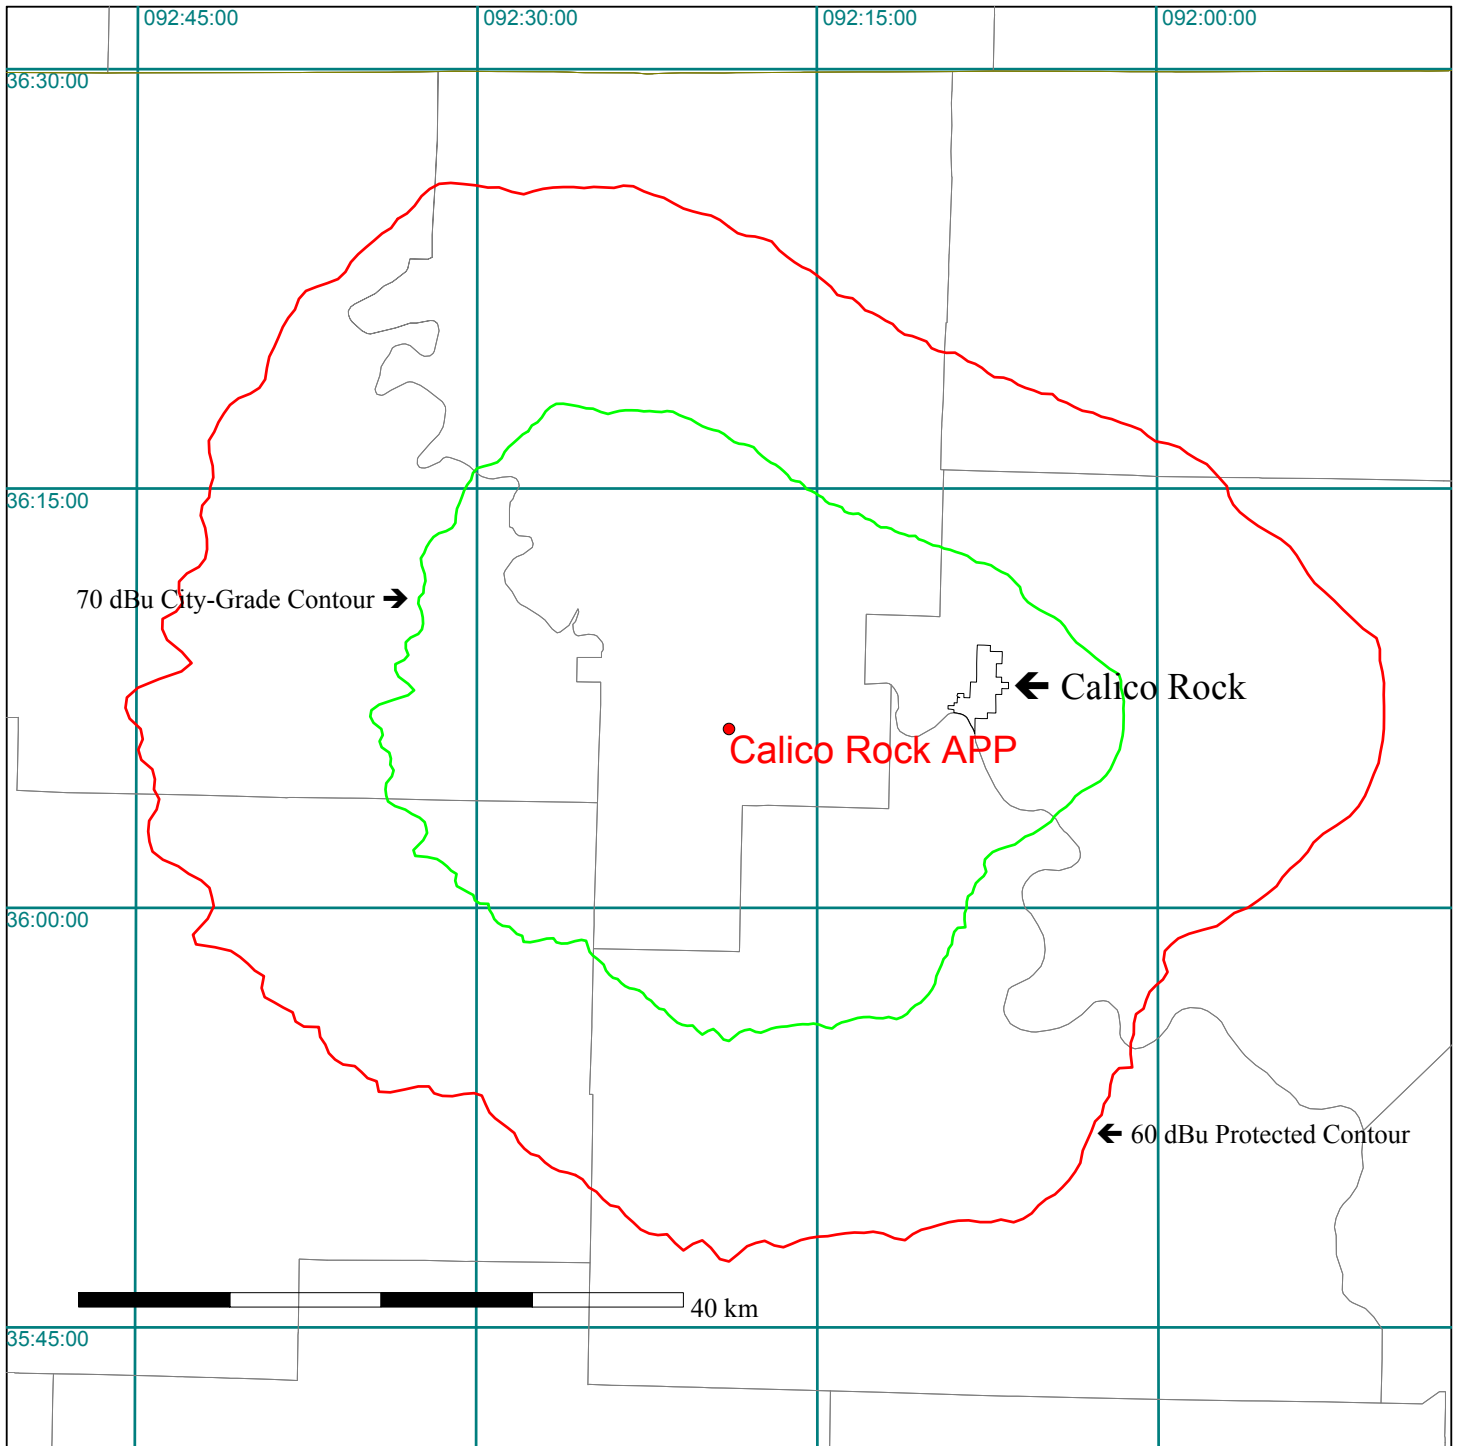 092:45:00
092:30:00
092:15:00
092:00:00
36:30:00
36:15:00
70 dBu City-Grade Contour
Calico Rock
Calico Rock APP
36:00:00
60 dBu Protected Contour
40 km
35:45:00